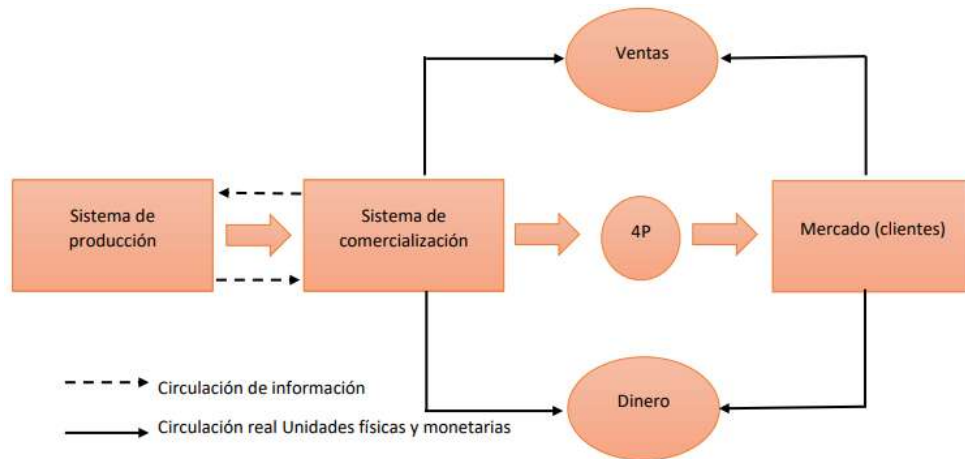 Ventas
Sistema de
producción
Sistema de
comercialización
4P
Mercado (clientes)
Dinero
Circulación de información
Circulación real Unidades físicas y monetarias